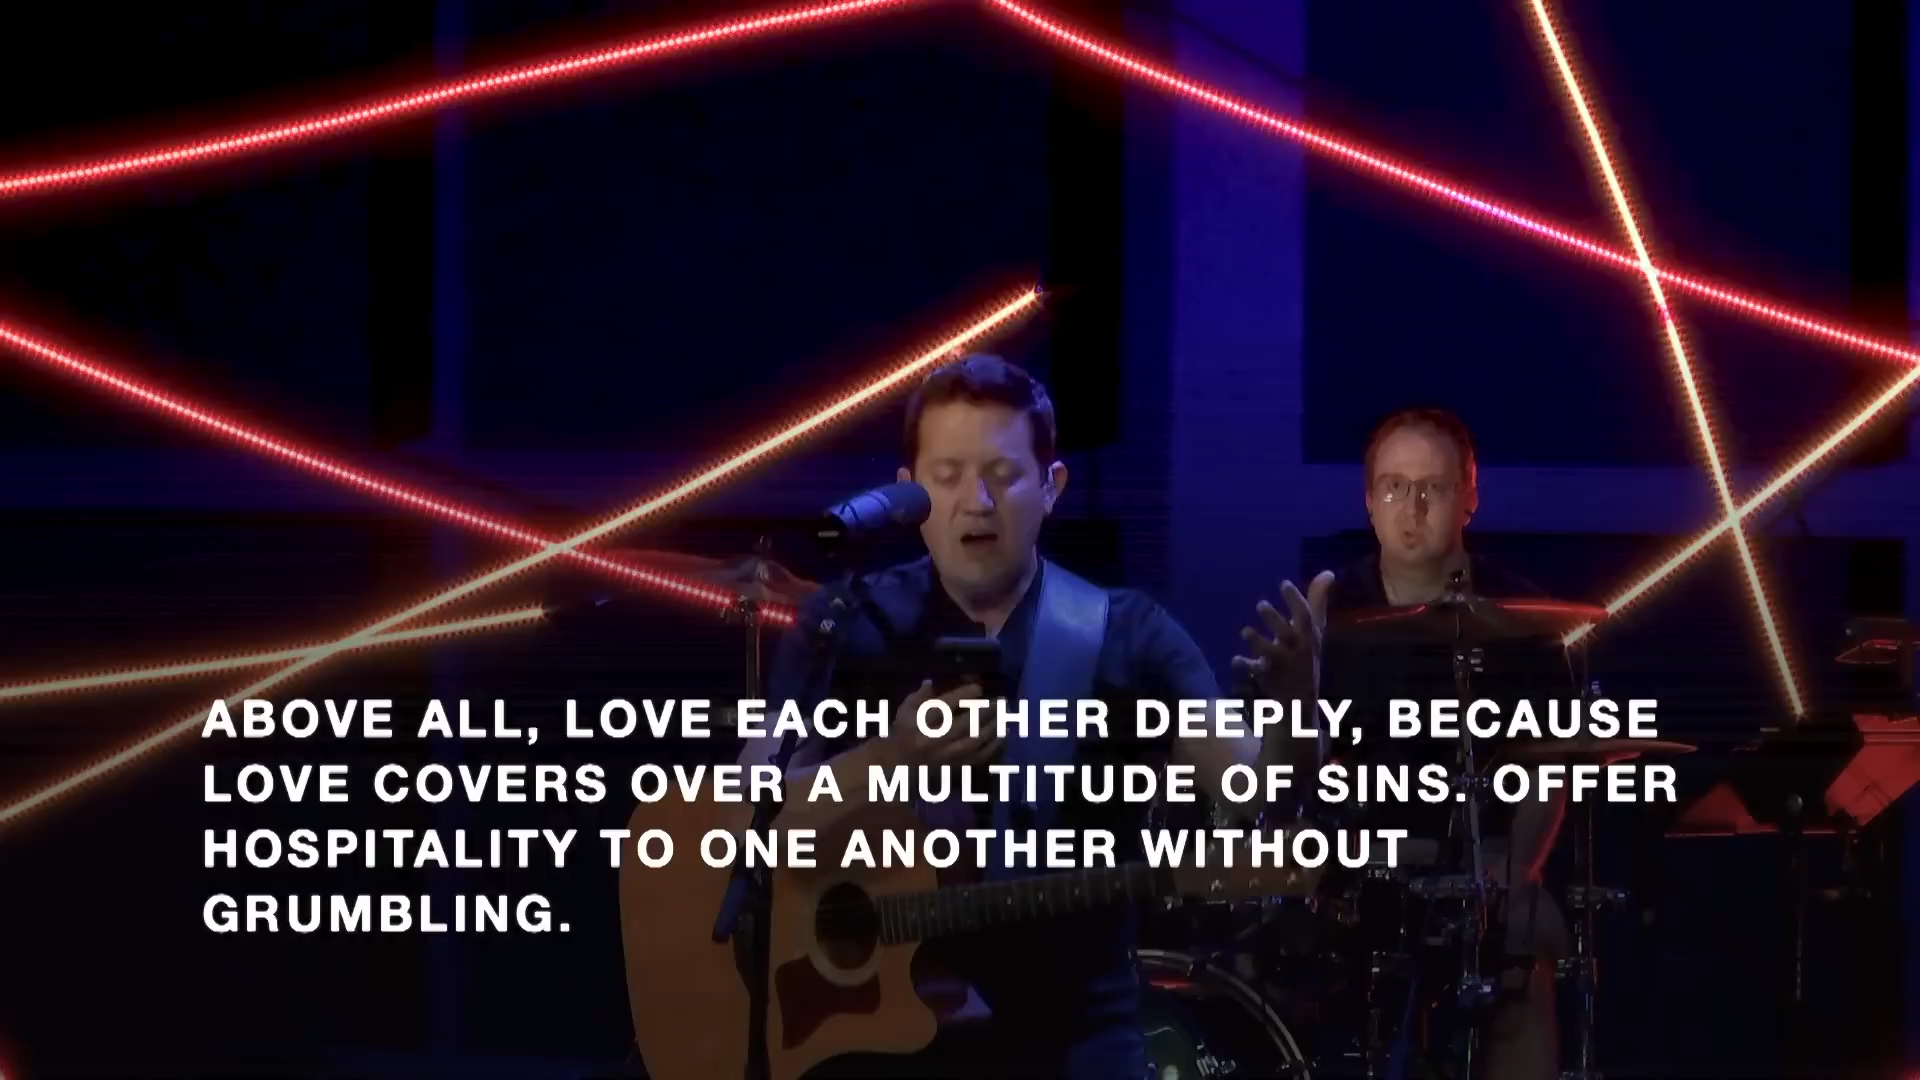 ABOVE ALL, LOVE EACH OTHER DEEPLY, BECAUSE
LOVE COVERS OVER A MULTITUDE OF SINS. OFFER
HOSPITALITY TO ONE ANOTHER WITHOUT
GRUMBLING.